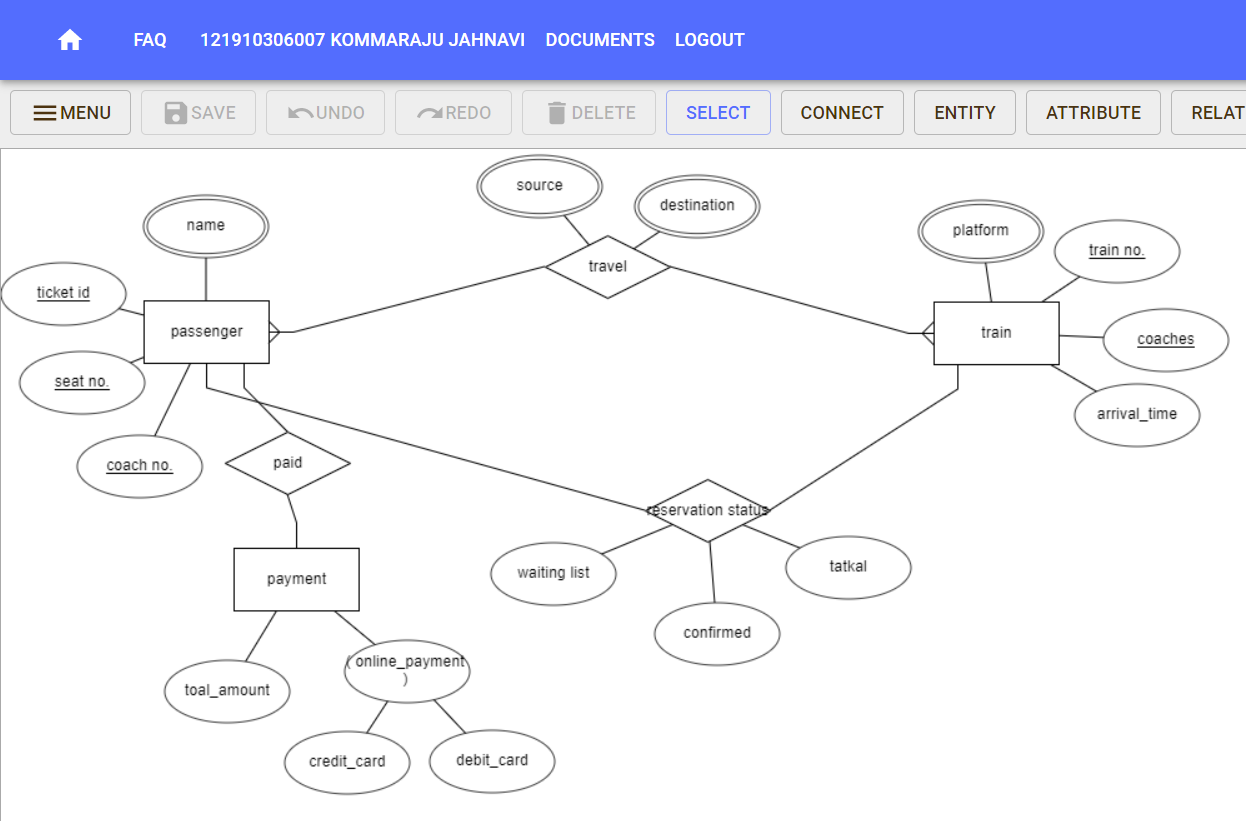 FAQ
121910306007 KOMMARAJU JAHNAVI
DOCUMENTS
LOGOUT
MENU
SAVE
UNDO
REDO
DELETE
SELECT
CONNECT
ENTITY
ATTRIBUTE
RELAT
source
destination
name
platform
train no.
travel
ticket id
passenger
train
coaches
seat no.
arrival_time
coach no.
paid
reservation status
waiting list
tatkal
payment
confirmed
toal_amount
( online_payment
)
credit_card
debit_card